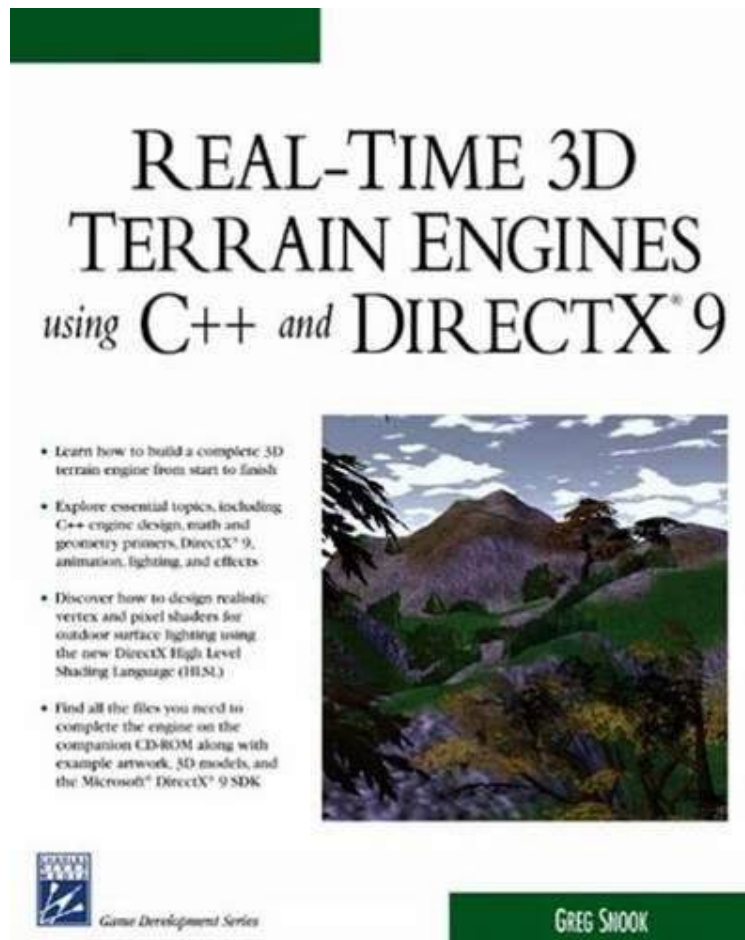 REAL-TIME 3D
TERRAIN ENGINES
using C++ and DIRECTX® 9
• Learn how to build a complete 3D
terrain engine from start to finish
• Explore essential topics, including
C++ engine design, math and
geometry primers, DirectX® 9,
animation, lighting, and effects
• Discover how to design realistic
vertex and pixel shaders for
outdoor surface lighting using
the new DirectX High Level
Shading Language (HLSL)
• Find all the files you need to
complete the engine on the
companion CD-ROM along with
example artwork, 3D models, and
the Microsoft® DirectX® 9 SDK
CHARLES
RIVER
MEDIA
Game Development Series
GREG SNOOK